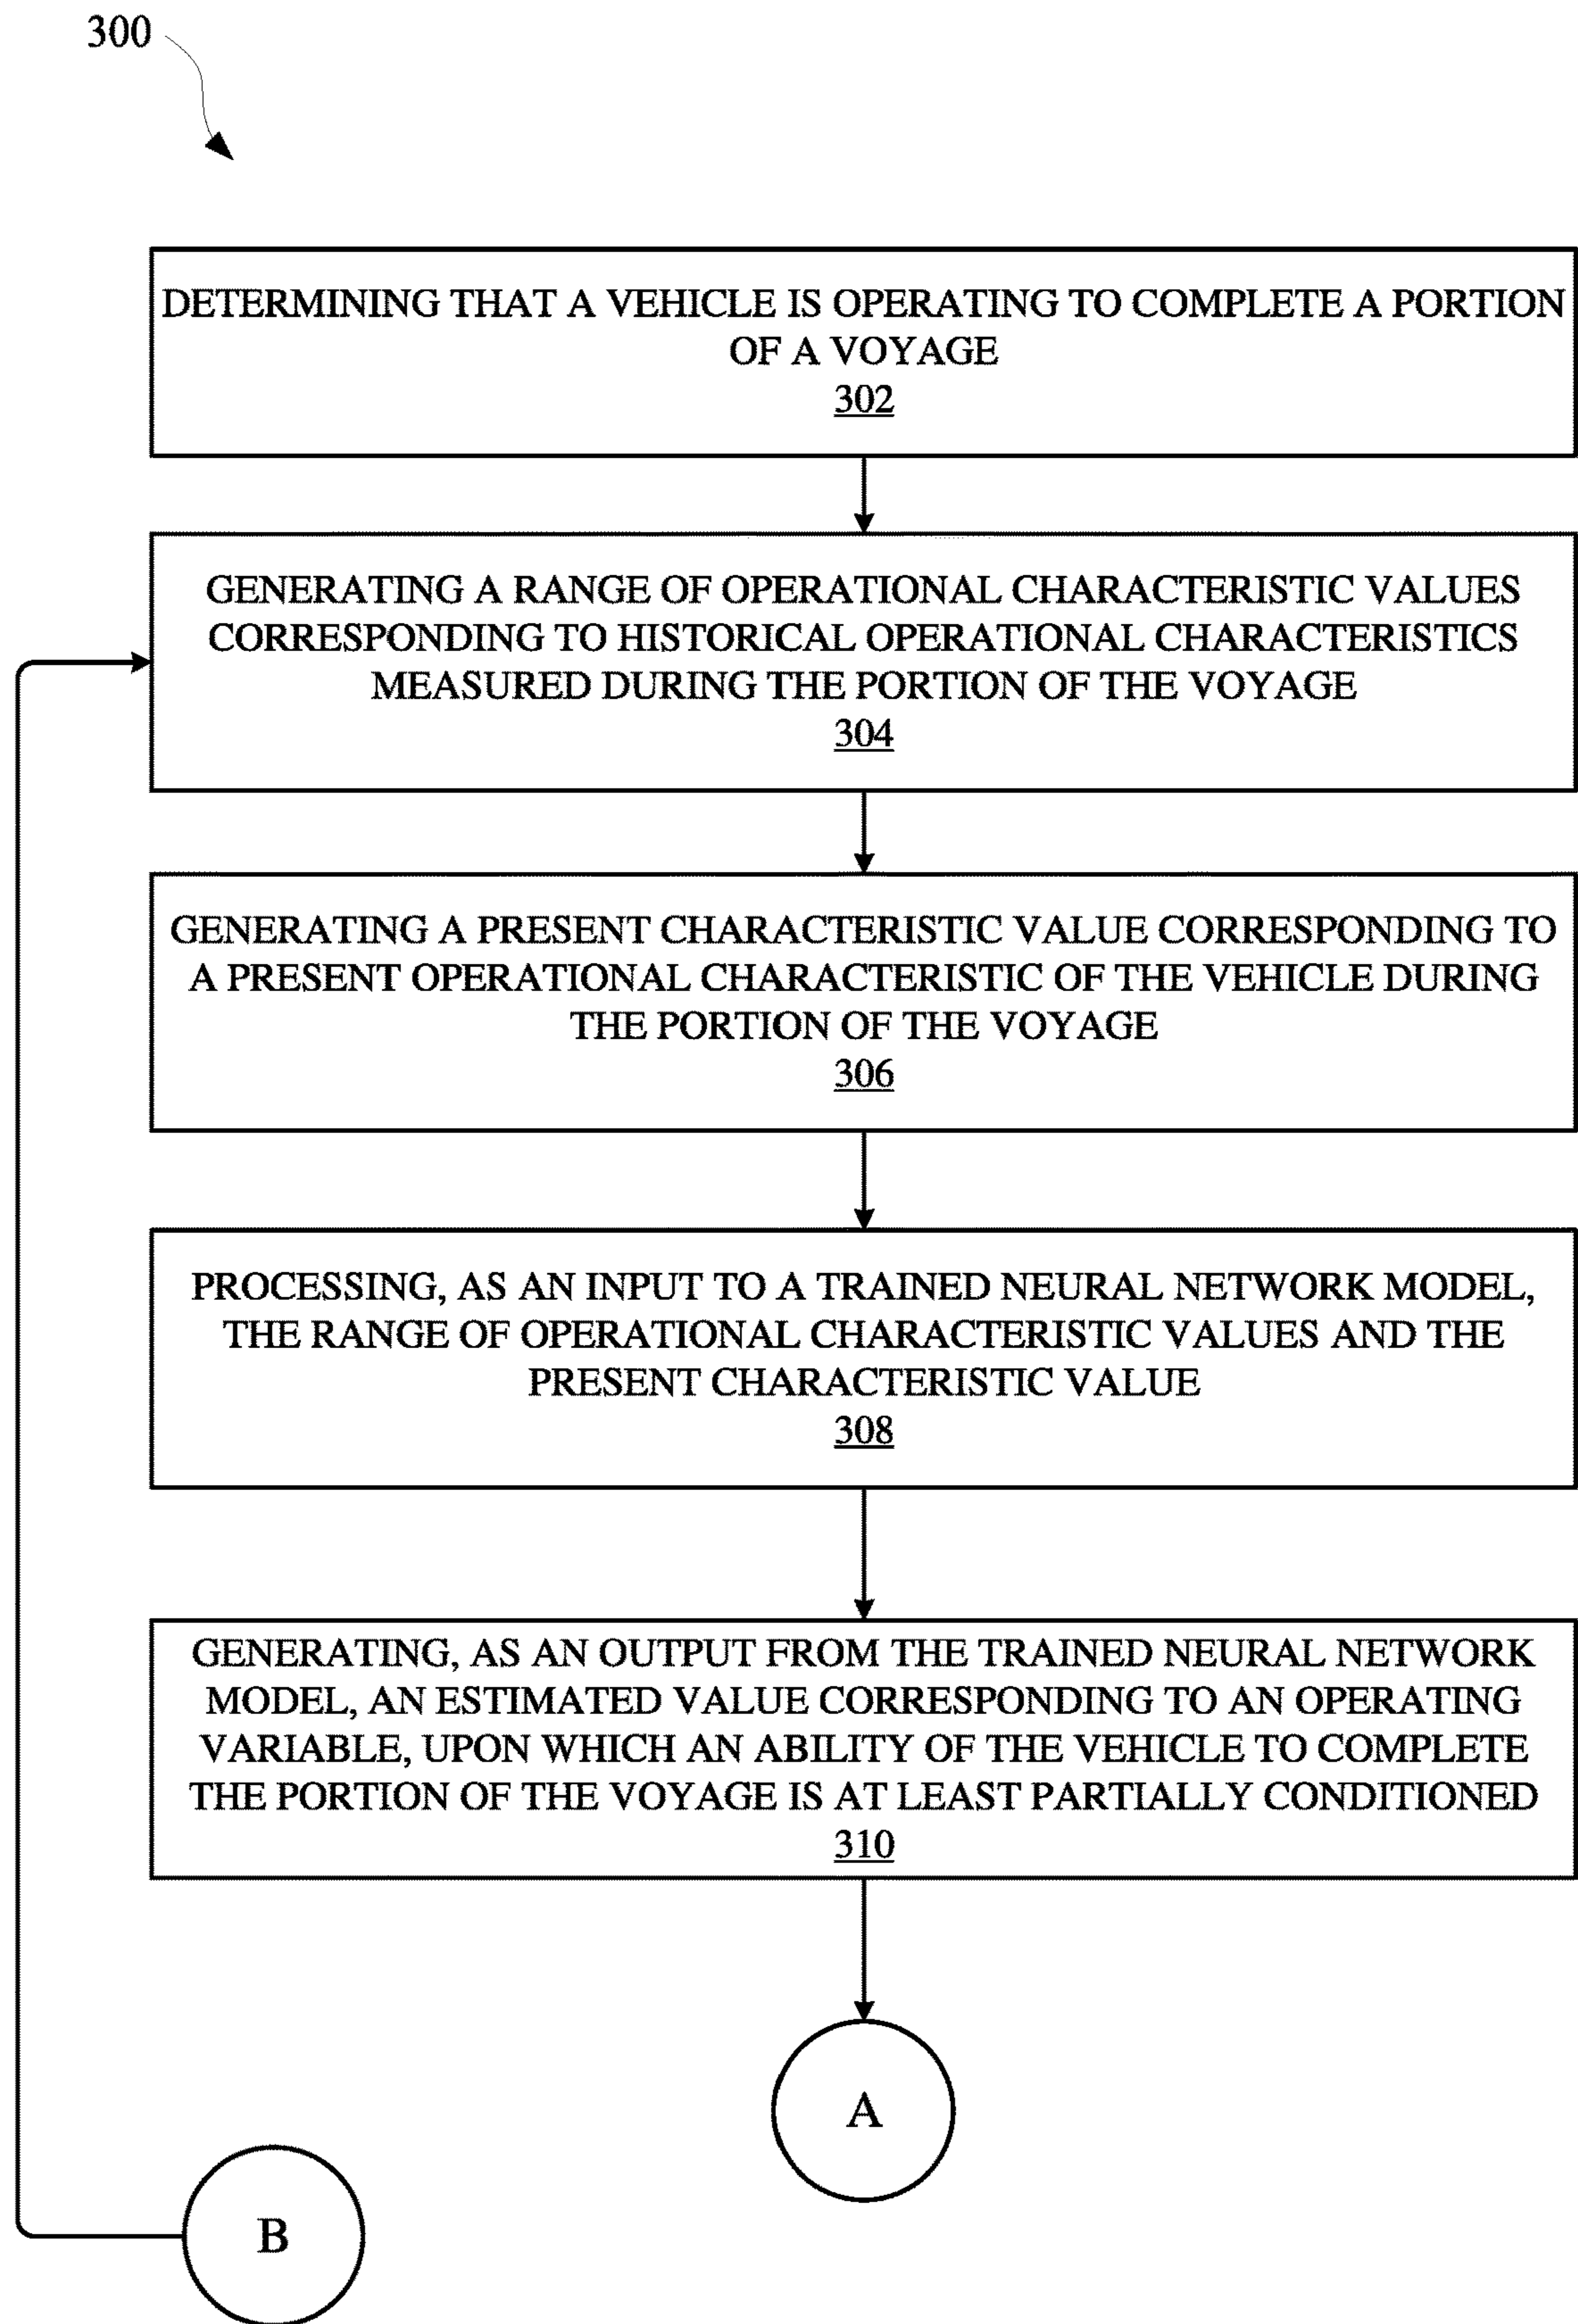 300
DETERMINING THAT A VEHICLE IS OPERATING TO COMPLETE A PORTION
OF A VOYAGE
302
GENERATING A RANGE OF OPERATIONAL CHARACTERISTIC VALUES
CORRESPONDING TO HISTORICAL OPERATIONAL CHARACTERISTICS
MEASURED DURING THE PORTION OF THE VOYAGE
304
GENERATING A PRESENT CHARACTERISTIC VALUE CORRESPONDING TO
A PRESENT OPERATIONAL CHARACTERISTIC OF THE VEHICLE DURING
THE PORTION OF THE VOYAGE
306
PROCESSING, AS AN INPUT TO A TRAINED NEURAL NETWORK MODEL,
THE RANGE OF OPERATIONAL CHARACTERISTIC VALUES AND THE
PRESENT CHARACTERISTIC VALUE
308
GENERATING, AS AN OUTPUT FROM THE TRAINED NEURAL NETWORK
MODEL, AN ESTIMATED VALUE CORRESPONDING TO AN OPERATING
VARIABLE, UPON WHICH AN ABILITY OF THE VEHICLE TO COMPLETE
THE PORTION OF THE VOYAGE IS AT LEAST PARTIALLY CONDITIONED
310
A
B